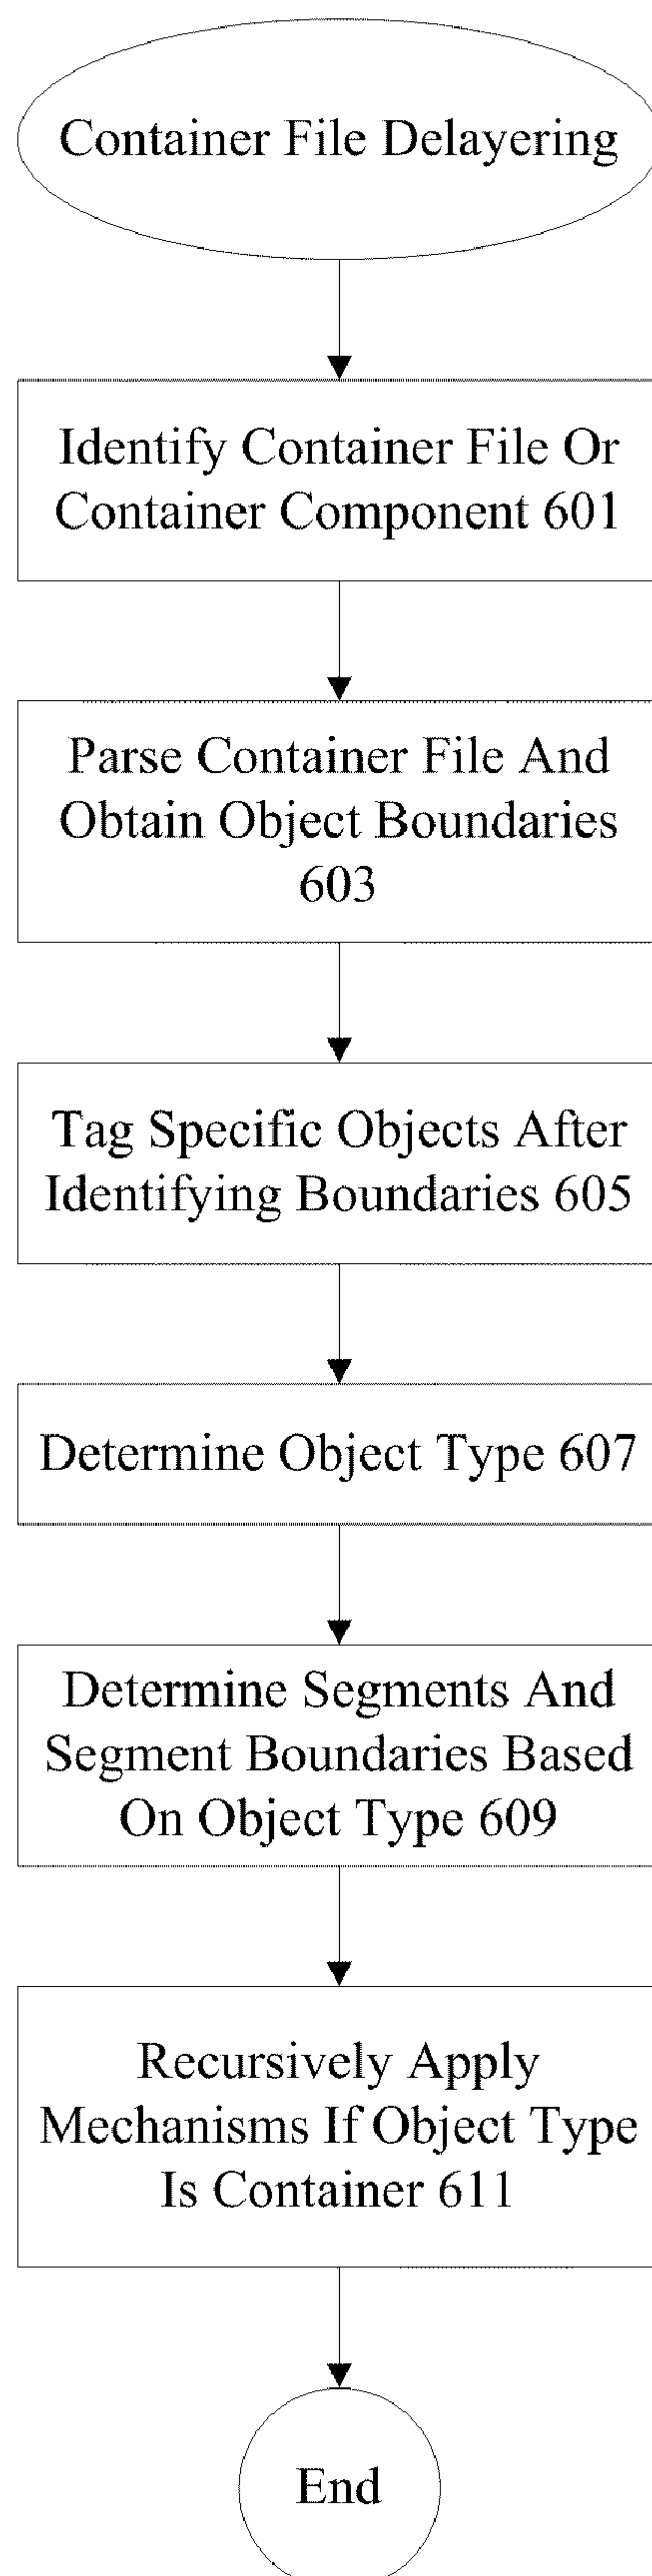 Container File Delayering
Identify Container File Or
Container Component 601
Parse Container File And
Obtain Object Boundaries
603
Tag Specific Objects After
Identifying Boundaries 605
Determine Object Type 607
Determine Segments And
Segment Boundaries Based
On Object Type 609
Recursively Apply
Mechanisms If Object Type
Is Container 611
End